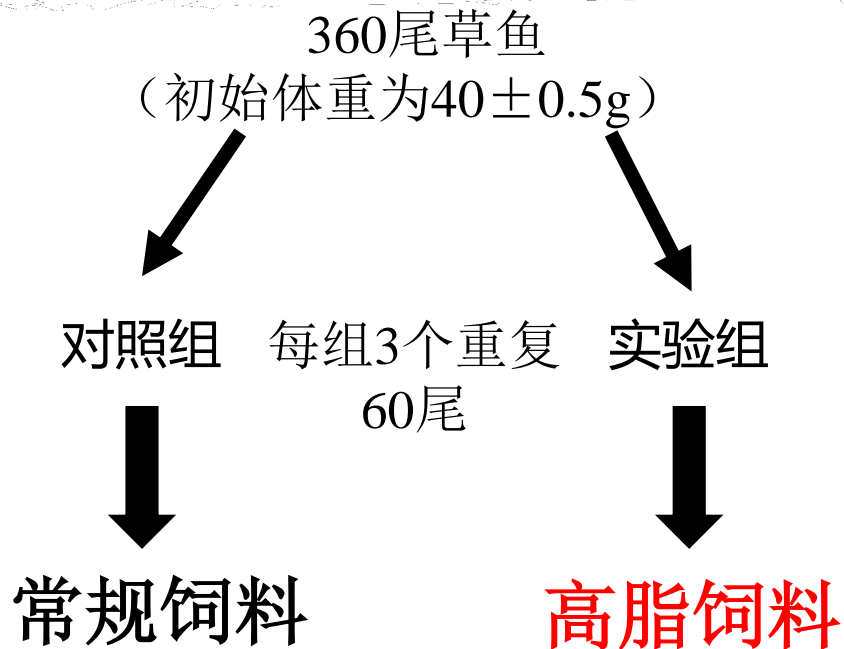 360尾草鱼
（初始体重为40±0.5g）
对照组
每组3个重复
60尾
实验组
常规饲料
高脂饲料